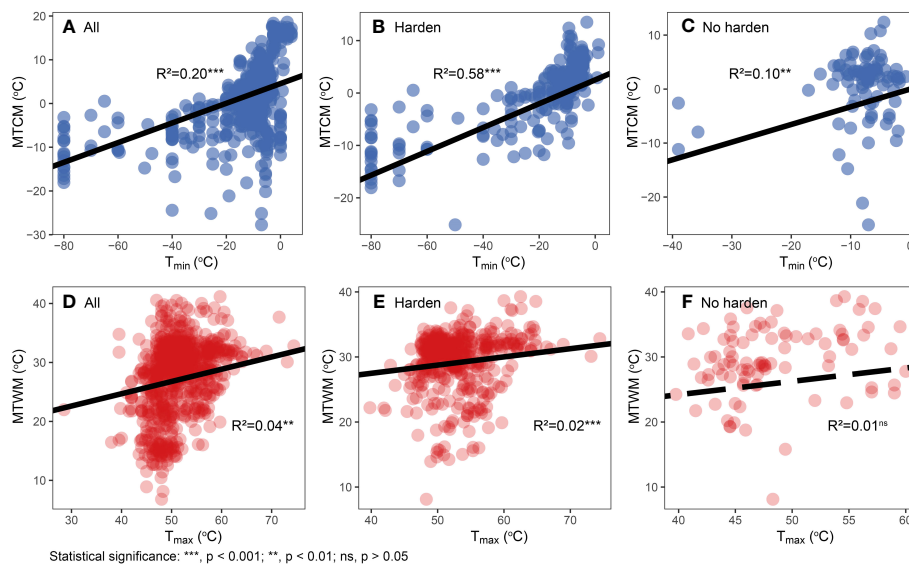 A All
B Harden
C No harden
R²=0.20***
R²=0.58***
R²=0.10**
MTCM (°C)
20
10
0
−10
−20
−30
−80
−60
−40
−20
0
Tmin (°C)
MTCM (°C)
10
0
−10
−20
−80
−60
−40
−20
0
Tmin (°C)
MTCM (°C)
10
0
−10
−20
−40
−30
−20
−10
0
Tmin (°C)
D All
E Harden
F No harden
R²=0.04**
R²=0.02***
R²=0.01ns
MTWM (°C)
40
30
20
10
30
40
50
60
70
Tmax (°C)
MTWM (°C)
40
30
20
10
40
50
60
70
Tmax (°C)
MTWM (°C)
40
30
20
10
40
45
50
55
60
Tmax (°C)
Statistical significance: ***, p < 0.001; **, p < 0.01; ns, p > 0.05